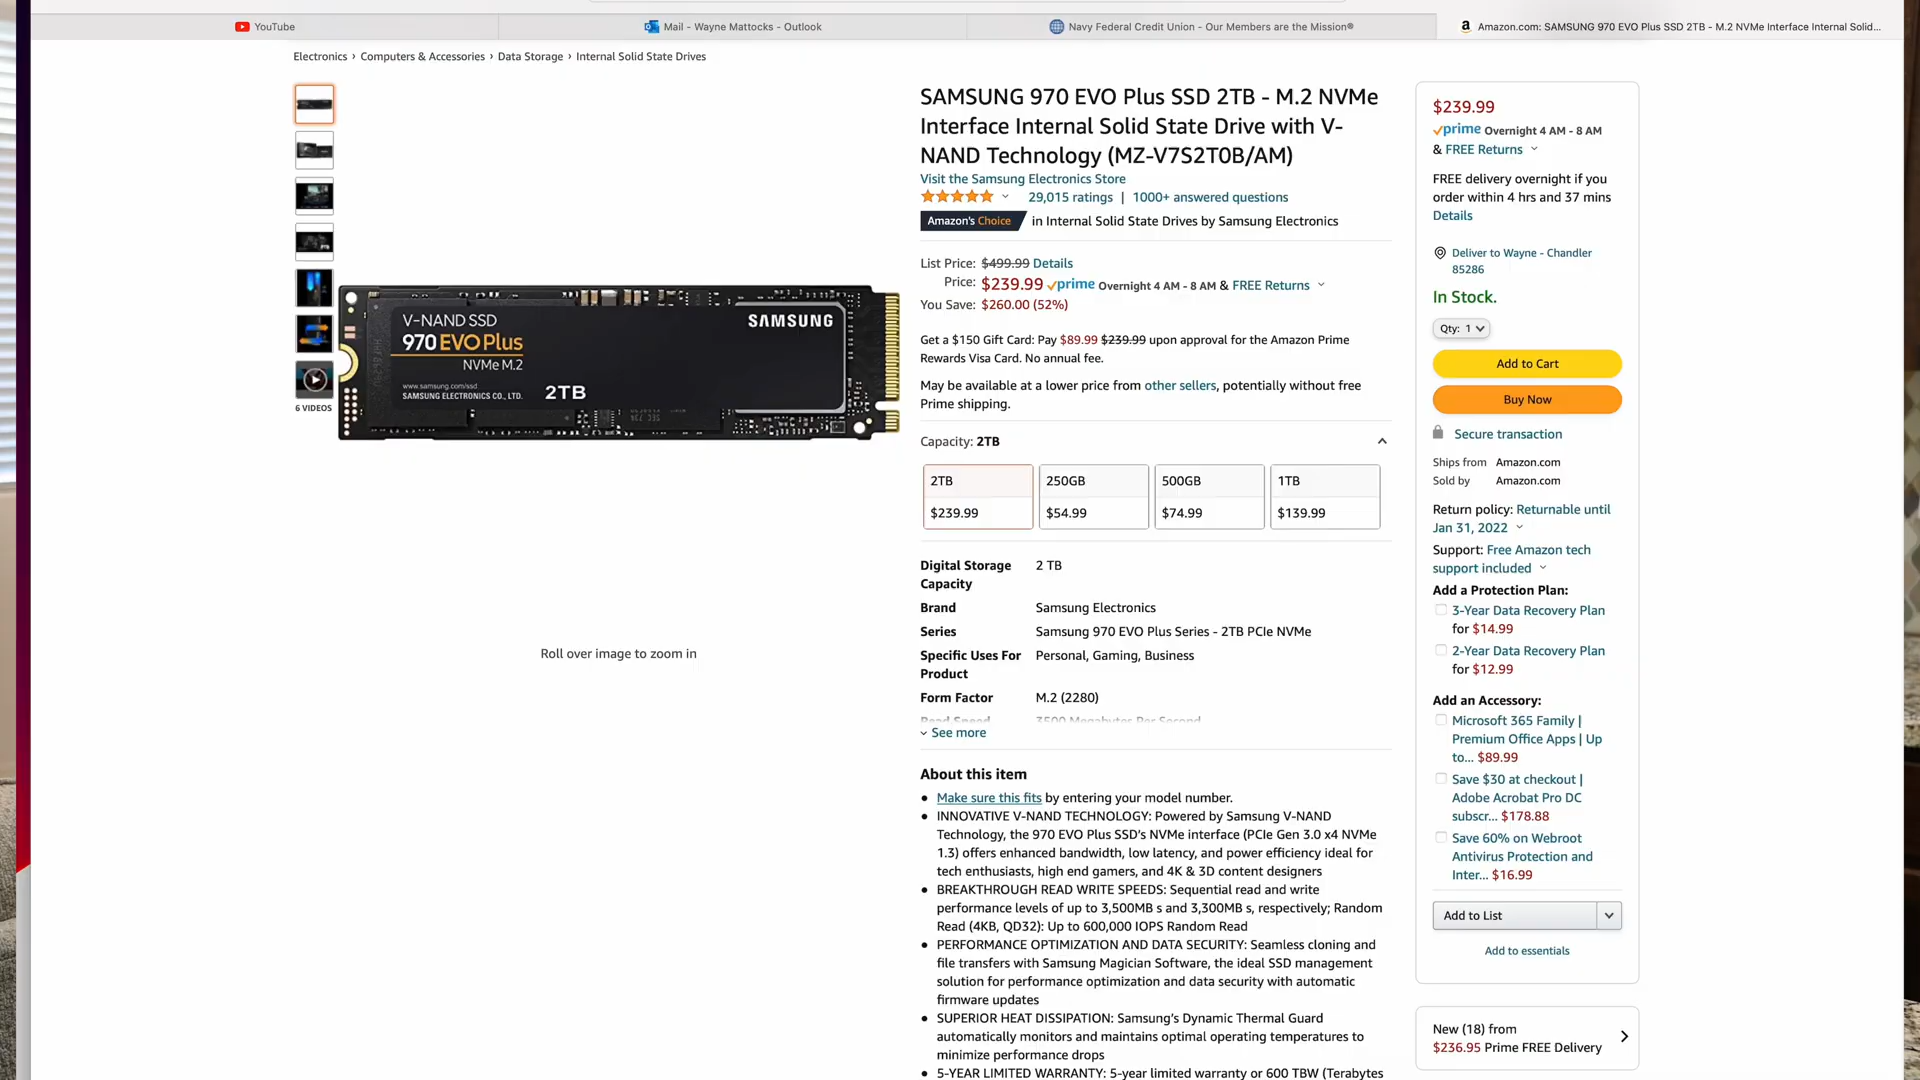 YouTube
Mail - Wayne Mattocks - Outlook
Navy Federal Credit Union - Our Members are the Mission®
Amazon.com: SAMSUNG 970 EVO Plus SSD 2TB - M.2 NVMe Interface Internal Solid...
Electronics › Computers & Accessories › Data Storage › Internal Solid State Drives
6 VIDEOS
V-NAND SSD
970 EVO Plus
NVMe M.2
www.samsung.com/ssd
SAMSUNG ELECTRONICS CO., LTD.
2TB
SAMSUNG
Roll over image to zoom in
SAMSUNG 970 EVO Plus SSD 2TB - M.2 NVMe
Interface Internal Solid State Drive with V-
NAND Technology (MZ-V7S2T0B/AM)
Visit the Samsung Electronics Store
29,015 ratings | 1000+ answered questions
Amazon's Choice in Internal Solid State Drives by Samsung Electronics
List Price: $499.99 Details
Price: $239.99 prime Overnight 4 AM - 8 AM & FREE Returns
You Save: $260.00 (52%)
Get a $150 Gift Card: Pay $89.99 $239.99 upon approval for the Amazon Prime
Rewards Visa Card. No annual fee.
May be available at a lower price from other sellers, potentially without free
Prime shipping.
Capacity: 2TB
2TB
$239.99
250GB
$54.99
500GB
$74.99
1TB
$139.99
Digital Storage 2 TB
Capacity
Brand Samsung Electronics
Series Samsung 970 EVO Plus Series - 2TB PCIe NVMe
Specific Uses For Personal, Gaming, Business
Product
Form Factor M.2 (2280)
Read Speed 3500 Megabytes Per Second
See more
About this item
• Make sure this fits by entering your model number.
• INNOVATIVE V-NAND TECHNOLOGY: Powered by Samsung V-NAND
Technology, the 970 EVO Plus SSD's NVMe interface (PCIe Gen 3.0 x4 NVMe
1.3) offers enhanced bandwidth, low latency, and power efficiency ideal for
tech enthusiasts, high end gamers, and 4K & 3D content designers
• BREAKTHROUGH READ WRITE SPEEDS: Sequential read and write
performance levels of up to 3,500MB s and 3,300MB s, respectively; Random
Read (4KB, QD32): Up to 600,000 IOPS Random Read
• PERFORMANCE OPTIMIZATION AND DATA SECURITY: Seamless cloning and
file transfers with Samsung Magician Software, the ideal SSD management
solution for performance optimization and data security with automatic
firmware updates
• SUPERIOR HEAT DISSIPATION: Samsung's Dynamic Thermal Guard
automatically monitors and maintains optimal operating temperatures to
minimize performance drops
• 5-YEAR LIMITED WARRANTY: 5-year limited warranty or 600 TBW (Terabytes
$239.99
prime Overnight 4 AM - 8 AM
& FREE Returns
FREE delivery overnight if you
order within 4 hrs and 37 mins
Details
Deliver to Wayne - Chandler
85286
In Stock.
Qty: 1
Add to Cart
Buy Now
Secure transaction
Ships from Amazon.com
Sold by Amazon.com
Return policy: Returnable until
Jan 31, 2022
Support: Free Amazon tech
support included
Add a Protection Plan:
3-Year Data Recovery Plan
for $14.99
2-Year Data Recovery Plan
for $12.99
Add an Accessory:
Microsoft 365 Family |
Premium Office Apps | Up
to... $89.99
Save $30 at checkout |
Adobe Acrobat Pro DC
subscr... $178.88
Save 60% on Webroot
Antivirus Protection and
Inter... $16.99
Add to List
Add to essentials
New (18) from
$236.95 Prime FREE Delivery